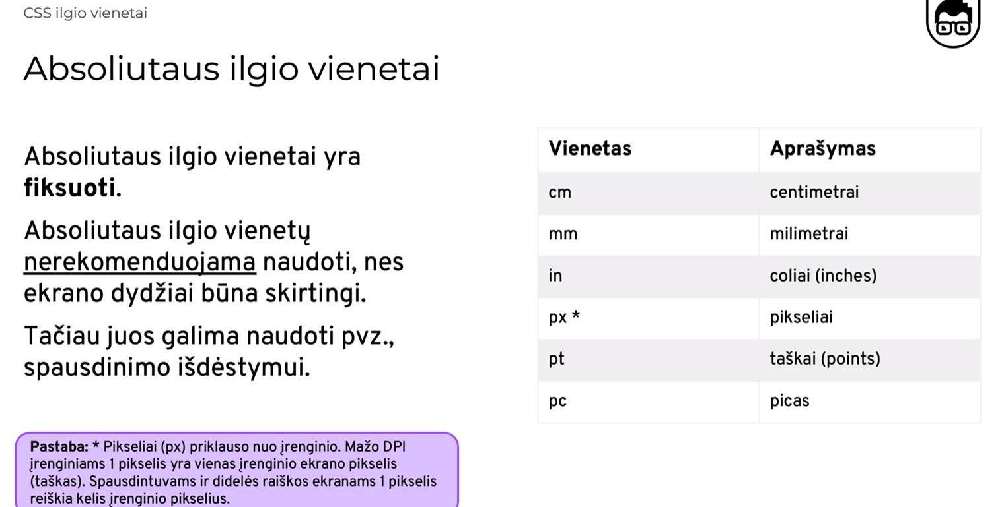 CSS ilgio vienetai
Absoliutaus ilgio vienetai
Absoliutaus ilgio vienetai yra
fiksuoti.
Absoliutaus ilgio vienetų
nerekomenduojama naudoti, nes
ekrano dydžiai būna skirtingi.
Tačiau juos galima naudoti pvz.,
spausdinimo išdėstymui.
Vienetas Aprašymas
cm centimetrai
mm milimetrai
in coliai (inches)
px * pikseliai
pt taškai (points)
pc picas
Pastaba: * Pikseliai (px) priklauso nuo įrenginio. Mažo DPI
įrenginiams 1 pikselis yra vienas įrenginio ekrano pikselis
(taškas). Spausdintuvams ir didelės raiškos ekranams 1 pikselis
reiškia kelis įrenginio pikselius.